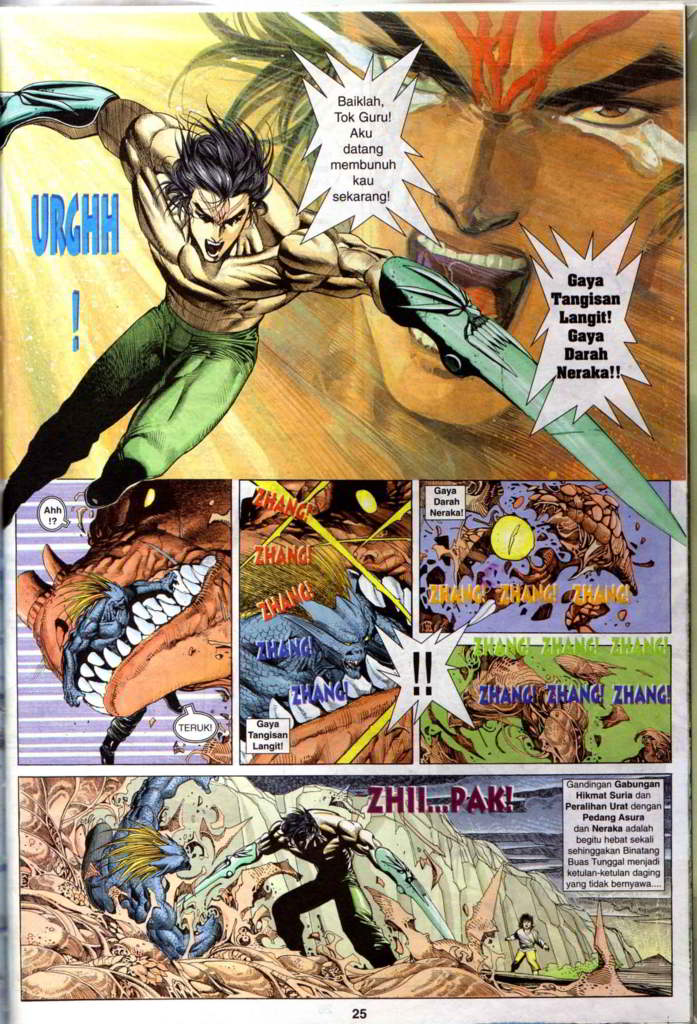 Baiklah,
Tok Guru!
Aku
datang
membunuh
kau
sekarang!
URGHH
!
Gaya
Tangisan
Langit!
Gaya
Darah
Neraka!!
Ahh
!?
TERUK!
ZHANG!
ZHANG!
ZHANG!
ZHANG!
ZHANG!
Gaya
Tangisan
Langit!
!!
Gaya
Darah
Neraka!
ZHANG! ZHANG! ZHANG!
ZHANG! ZHANG! ZHANG!
ZHANG! ZHANG! ZHANG!
ZHII...PAK!
Gandingan Gabungan
Hikmat Suria dan
Peralihan Urat dengan
Pedang Asura
dan Neraka adalah
begitu hebat sekali
sehinggakan Binatang
Buas Tunggal menjadi
ketulan-ketulan daging
yang tidak bernyawa....
25